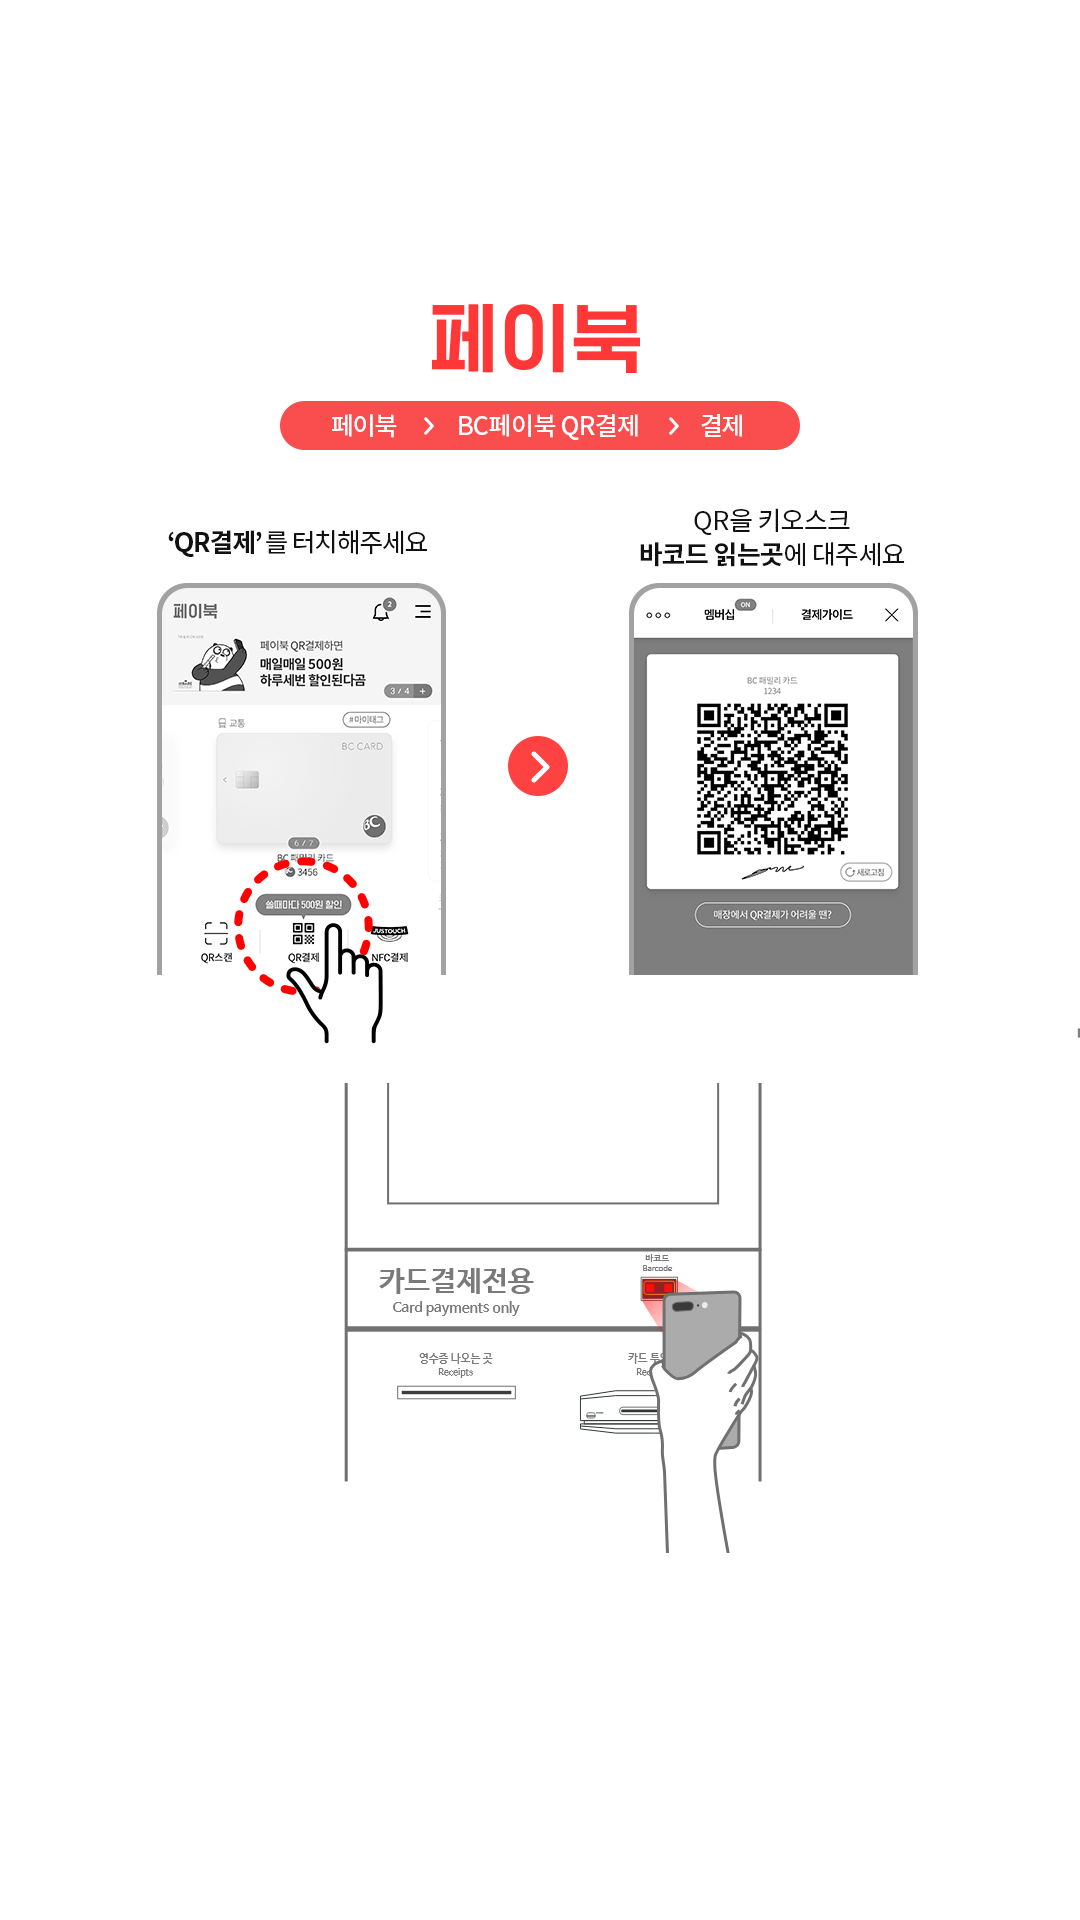 페이북
페이북 > BC페이북 QR결제 > 결제
‘QR결제’를 터치해주세요
페이북
2
페이북 QR결제하면
매일매일 500원
하루세번 할인된다곰
3 / 4 +
교통
#마이태그
BC CARD
6 / 7
BC 패밀리 카드
3456
쓸때마다 500원 할인
QR스캔
QR결제
JUSTOUCH
NFC결제
QR을 키오스크
바코드 읽는곳에 대주세요
멤버십
ON
결제가이드
BC 패밀리 카드
1234
새로고침
매장에서 QR결제가 어려울 땐?
카드결제전용
Card payments only
바코드
Barcode
영수증 나오는 곳
Receipts
카드